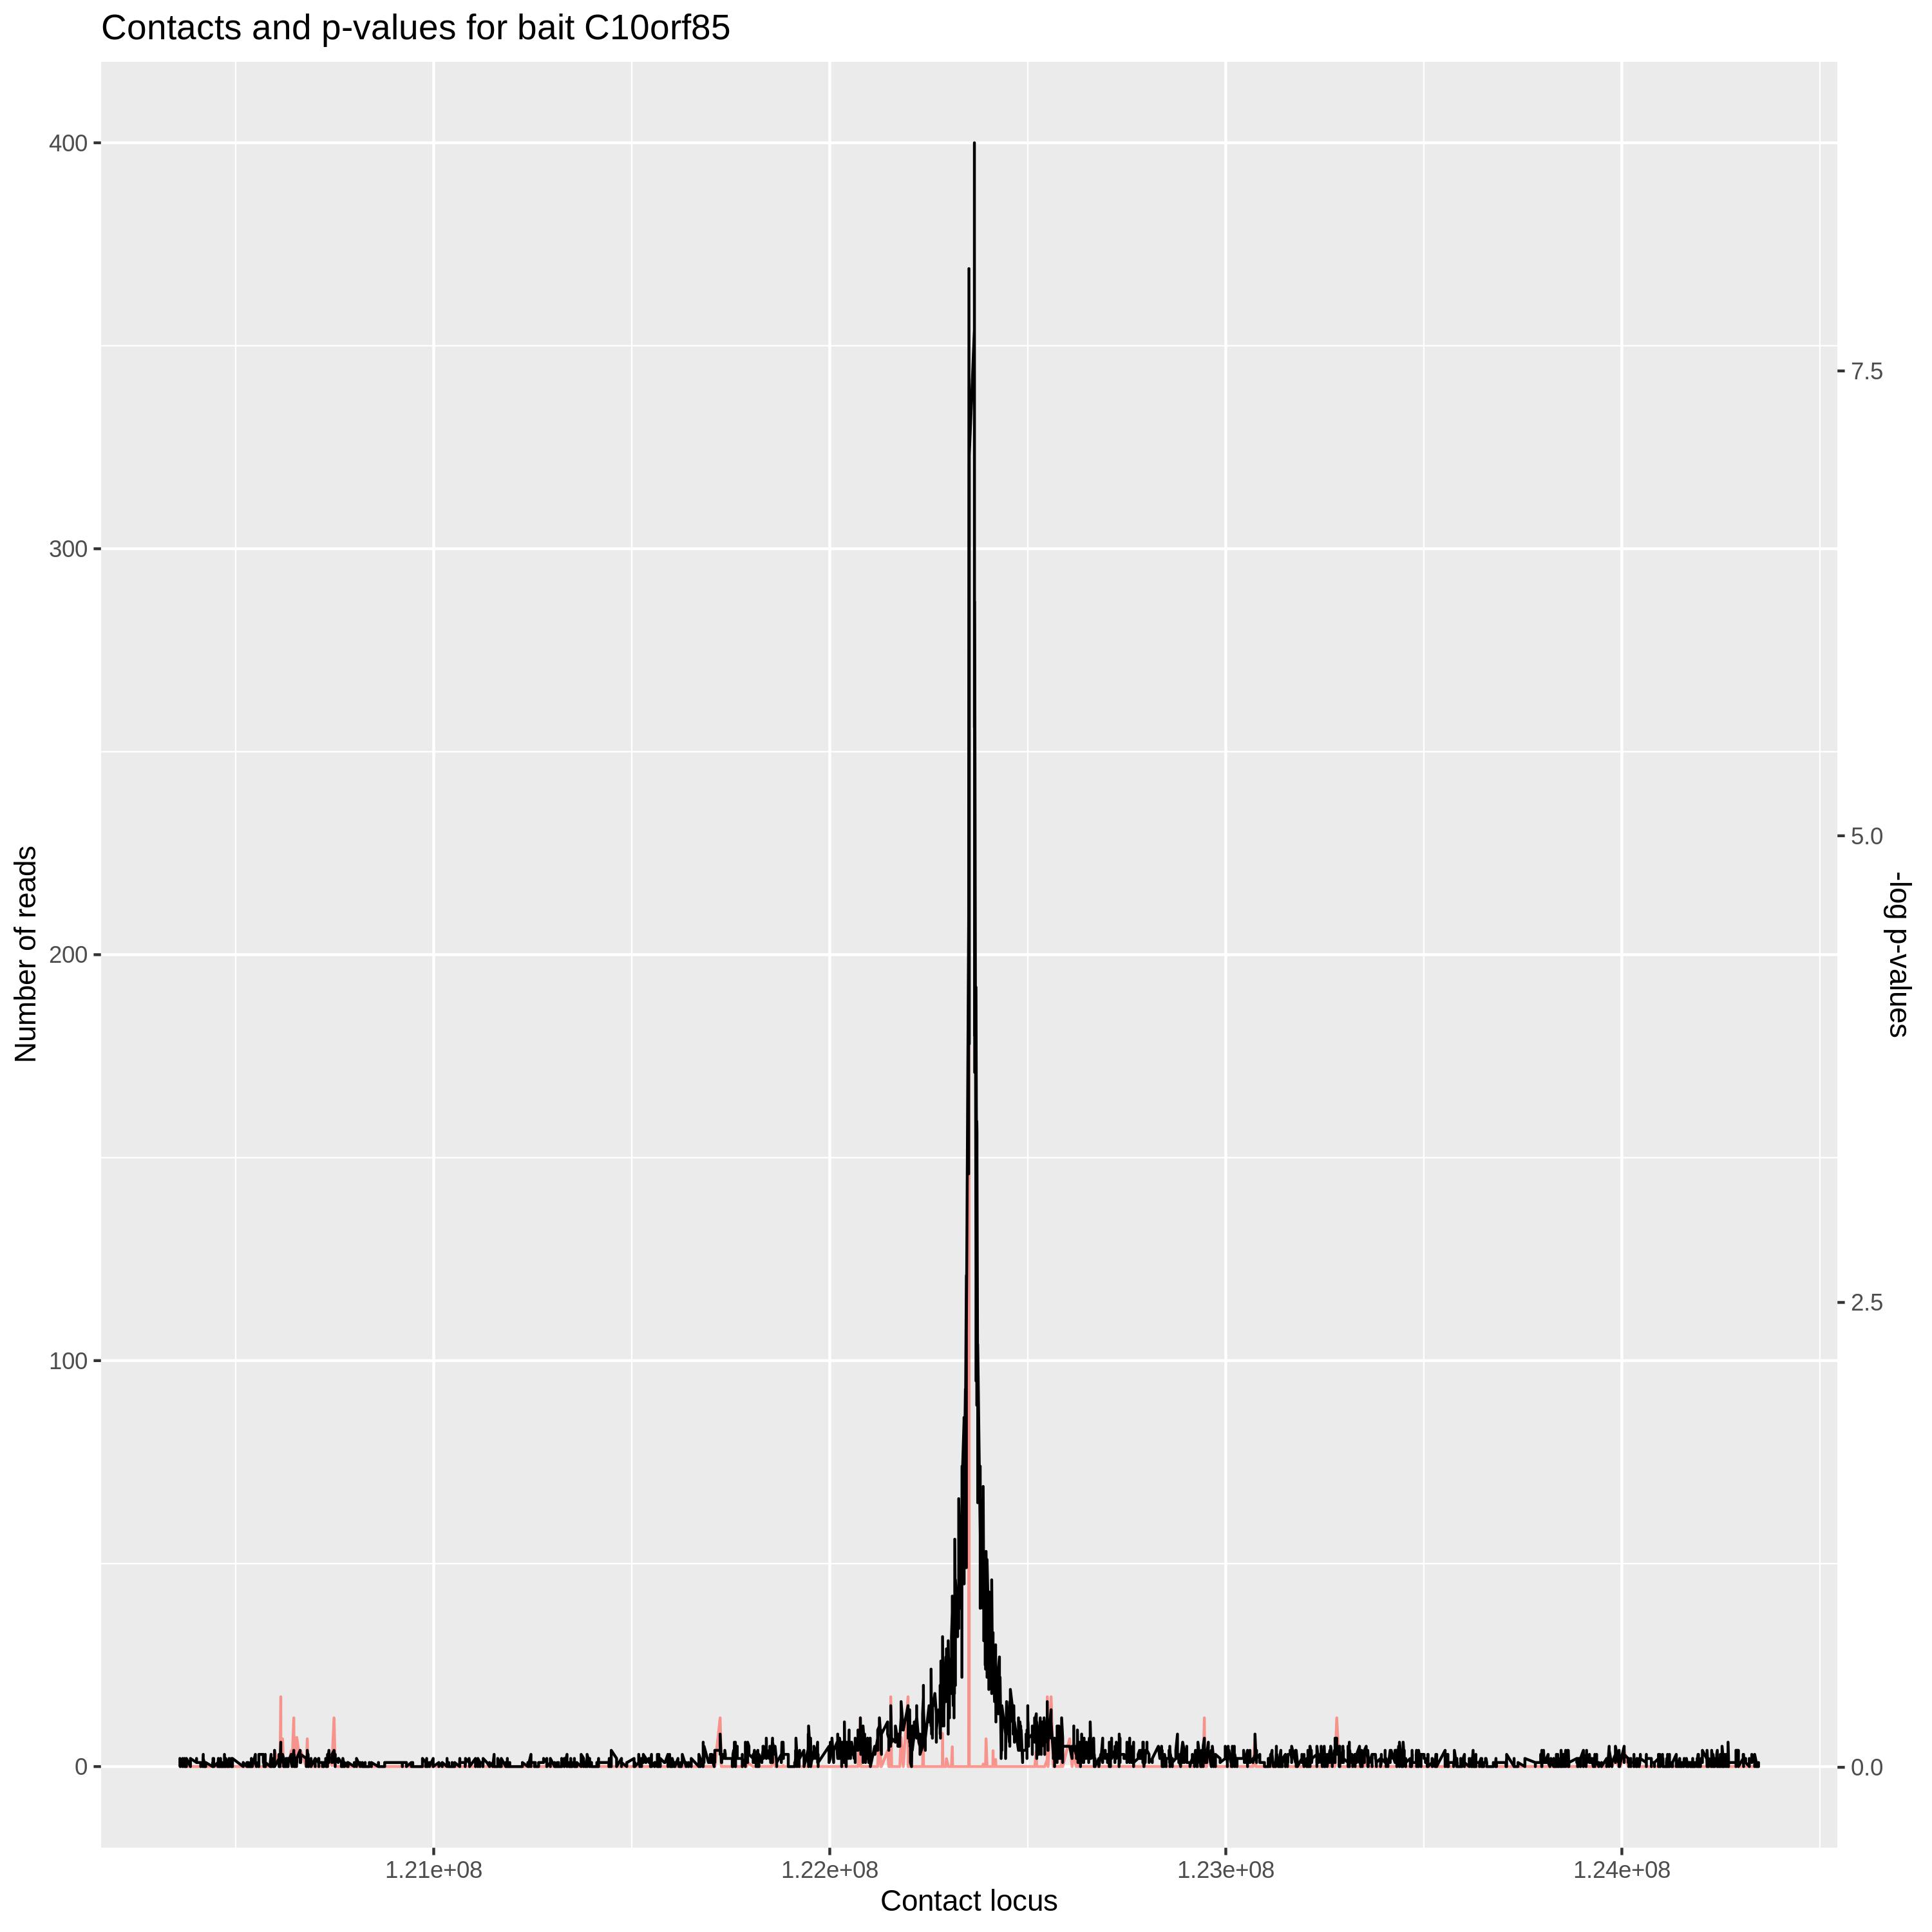 Contacts and p-values for bait C10orf85
400
300
200
100
0
Number of reads
7.5
5.0
2.5
0.0
-log p-values
1.21e+08
1.22e+08
1.23e+08
1.24e+08
Contact locus